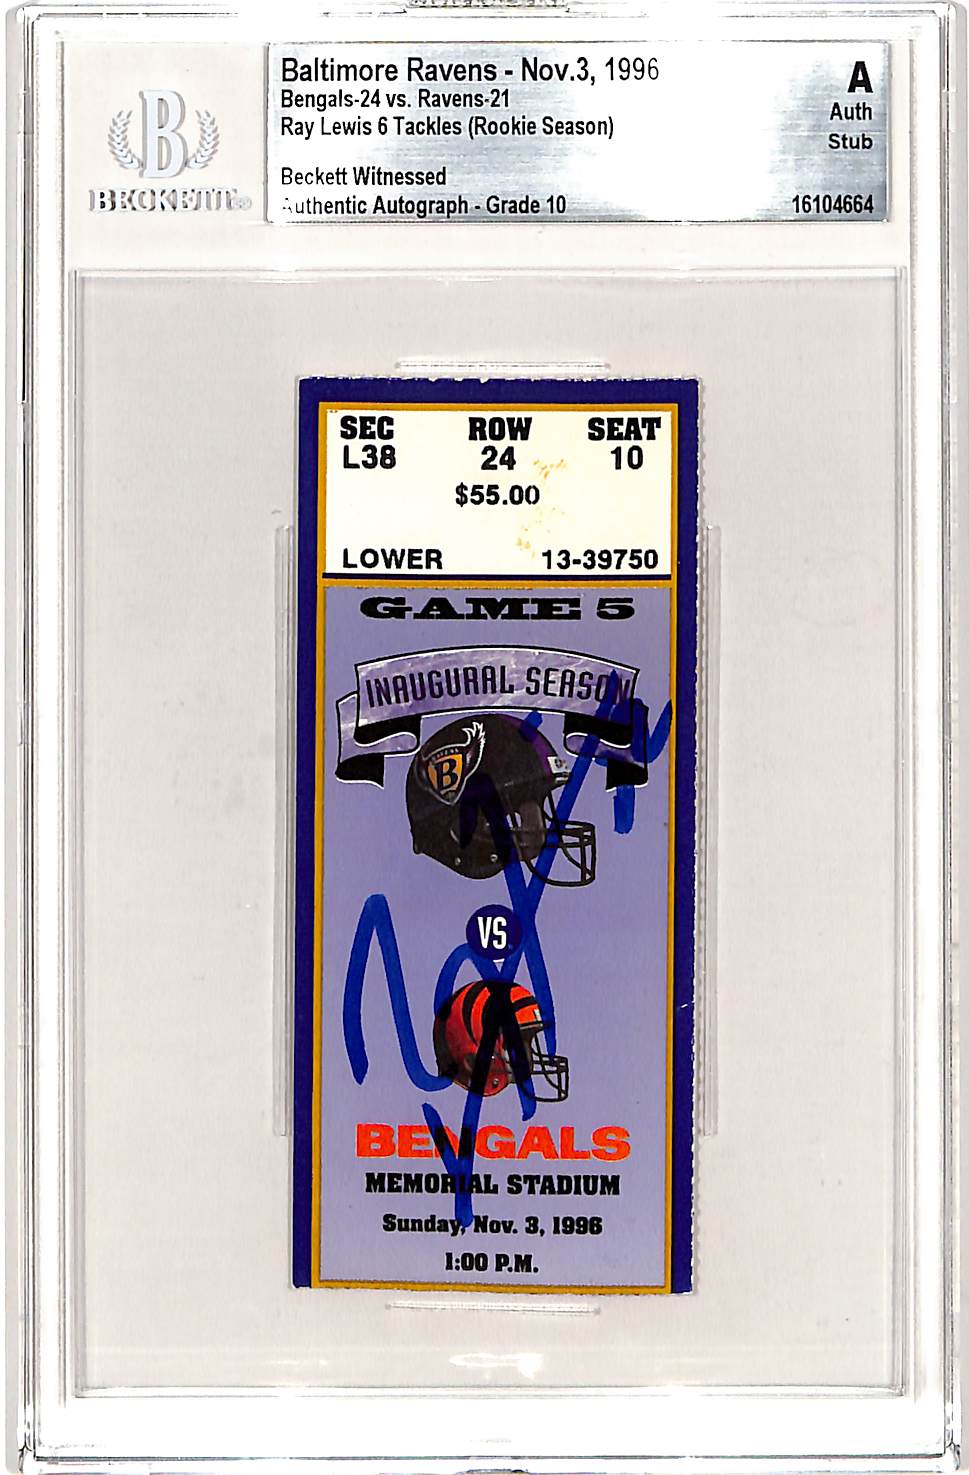 Baltimore Ravens - Nov.3, 1996
Bengals-24 vs. Ravens-21
Ray Lewis 6 Tackles (Rookie Season)
Beckett Witnessed
Authentic Autograph - Grade 10
A
Auth
Stub
16104664
B
BECKETT
SEC ROW SEAT
L38 24 10
$55.00
LOWER 13-39750
GAME 5
INAUGURAL SEASON
RAVENS
B
VS.
BENGALS
MEMORIAL STADIUM
Sunday, Nov. 3, 1996
1:00 P.M.